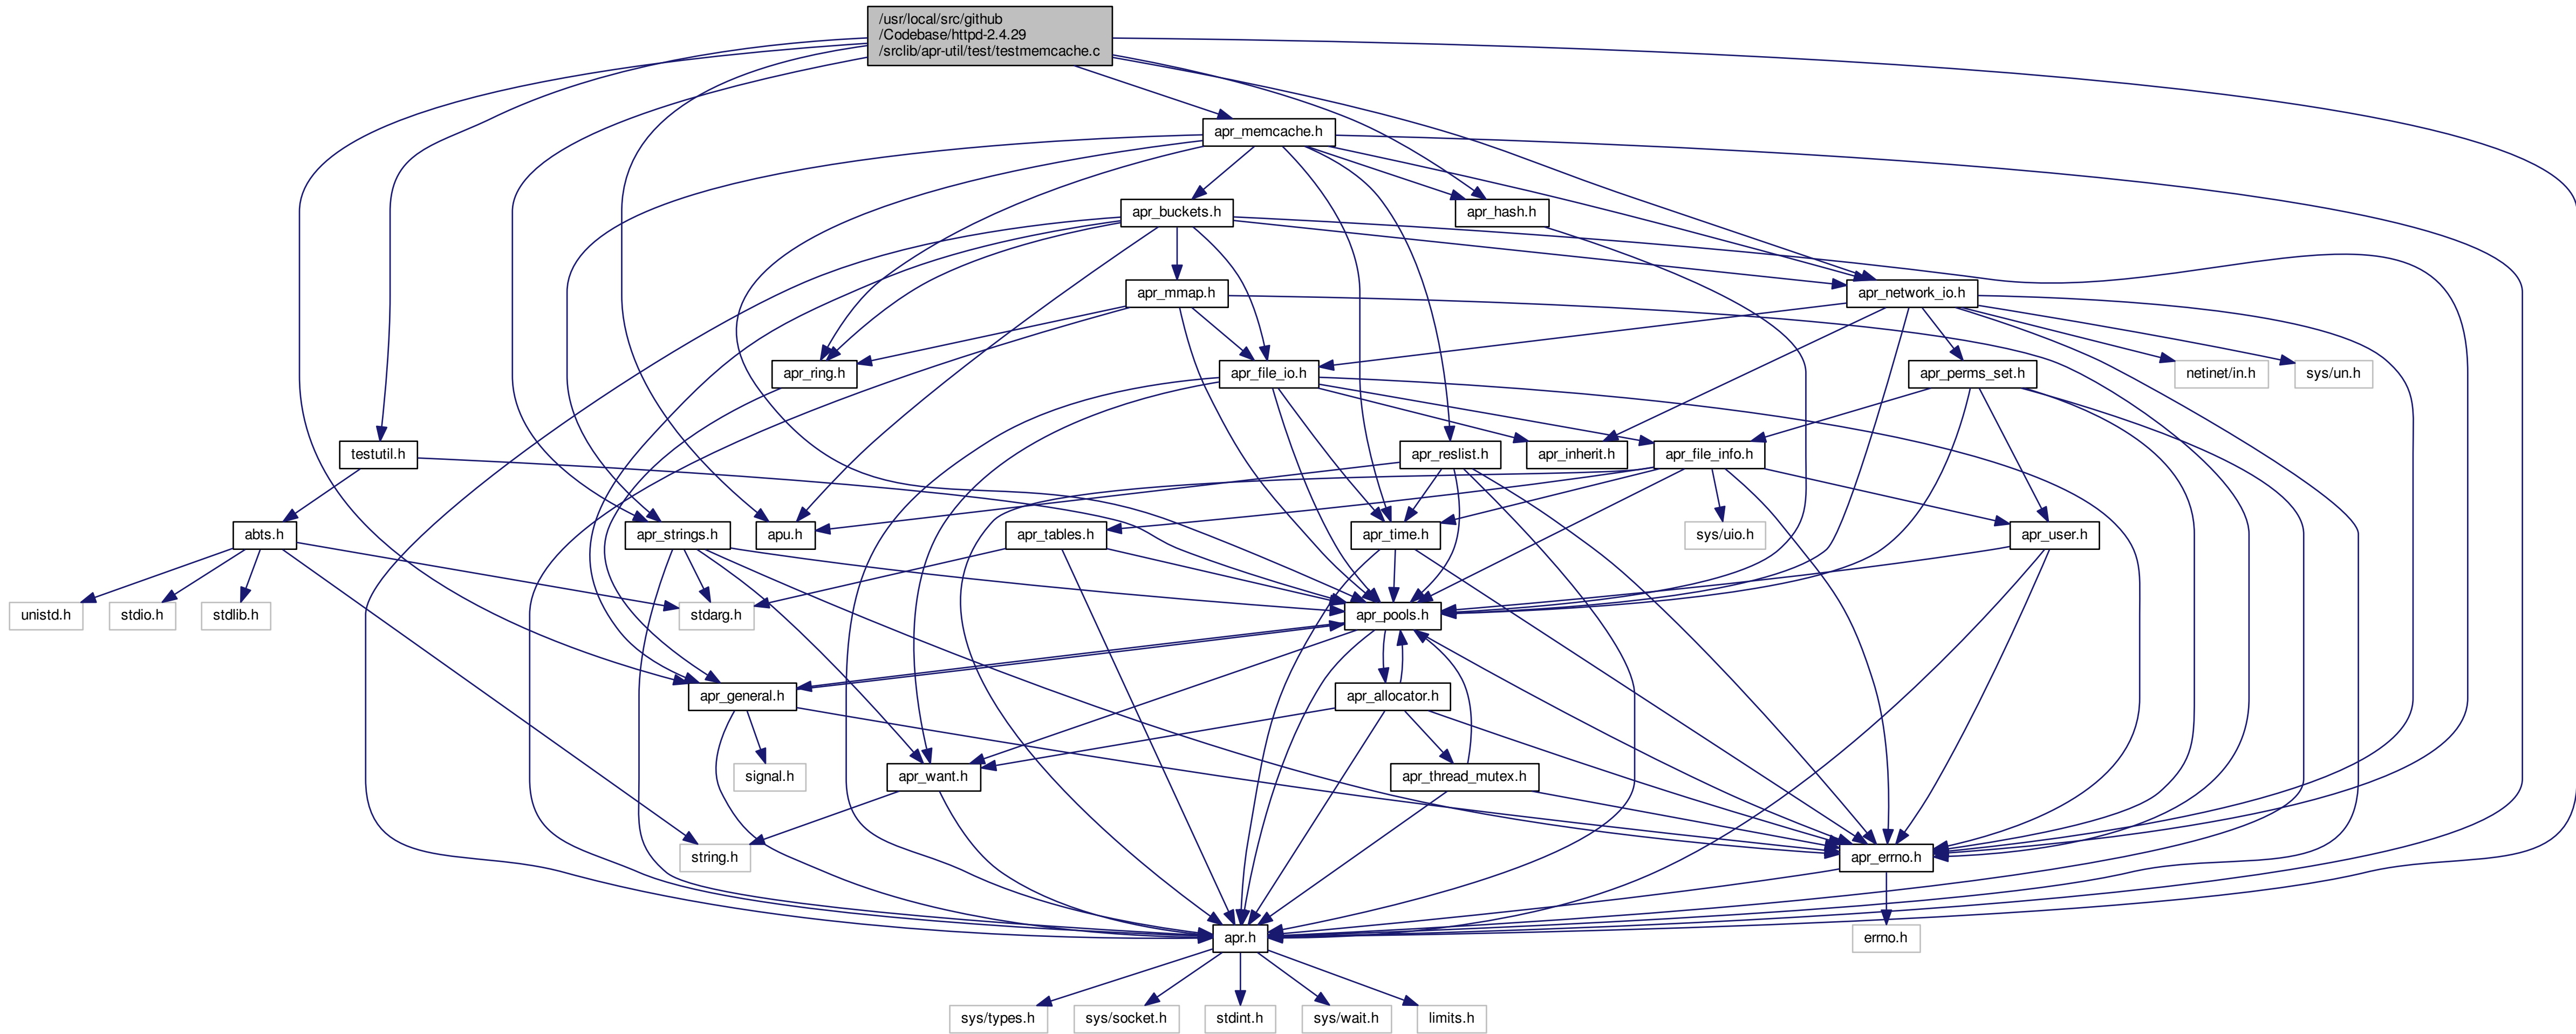 /usr/local/src/github
/Codebase/httpd-2.4.29
/srclib/apr-util/test/testmemcache.c
apr_memcache.h
apr_buckets.h
apr_hash.h
apr_mmap.h
apr_network_io.h
apr_ring.h
apr_file_io.h
apr_perms_set.h
netinet/in.h
sys/un.h
testutil.h
apr_reslist.h
apr_inherit.h
apr_file_info.h
abts.h
apr_strings.h
apu.h
apr_tables.h
apr_time.h
sys/uio.h
apr_user.h
unistd.h
stdio.h
stdlib.h
stdarg.h
apr_pools.h
apr_general.h
apr_allocator.h
signal.h
apr_want.h
apr_thread_mutex.h
string.h
apr_errno.h
apr.h
errno.h
sys/types.h
sys/socket.h
stdint.h
sys/wait.h
limits.h